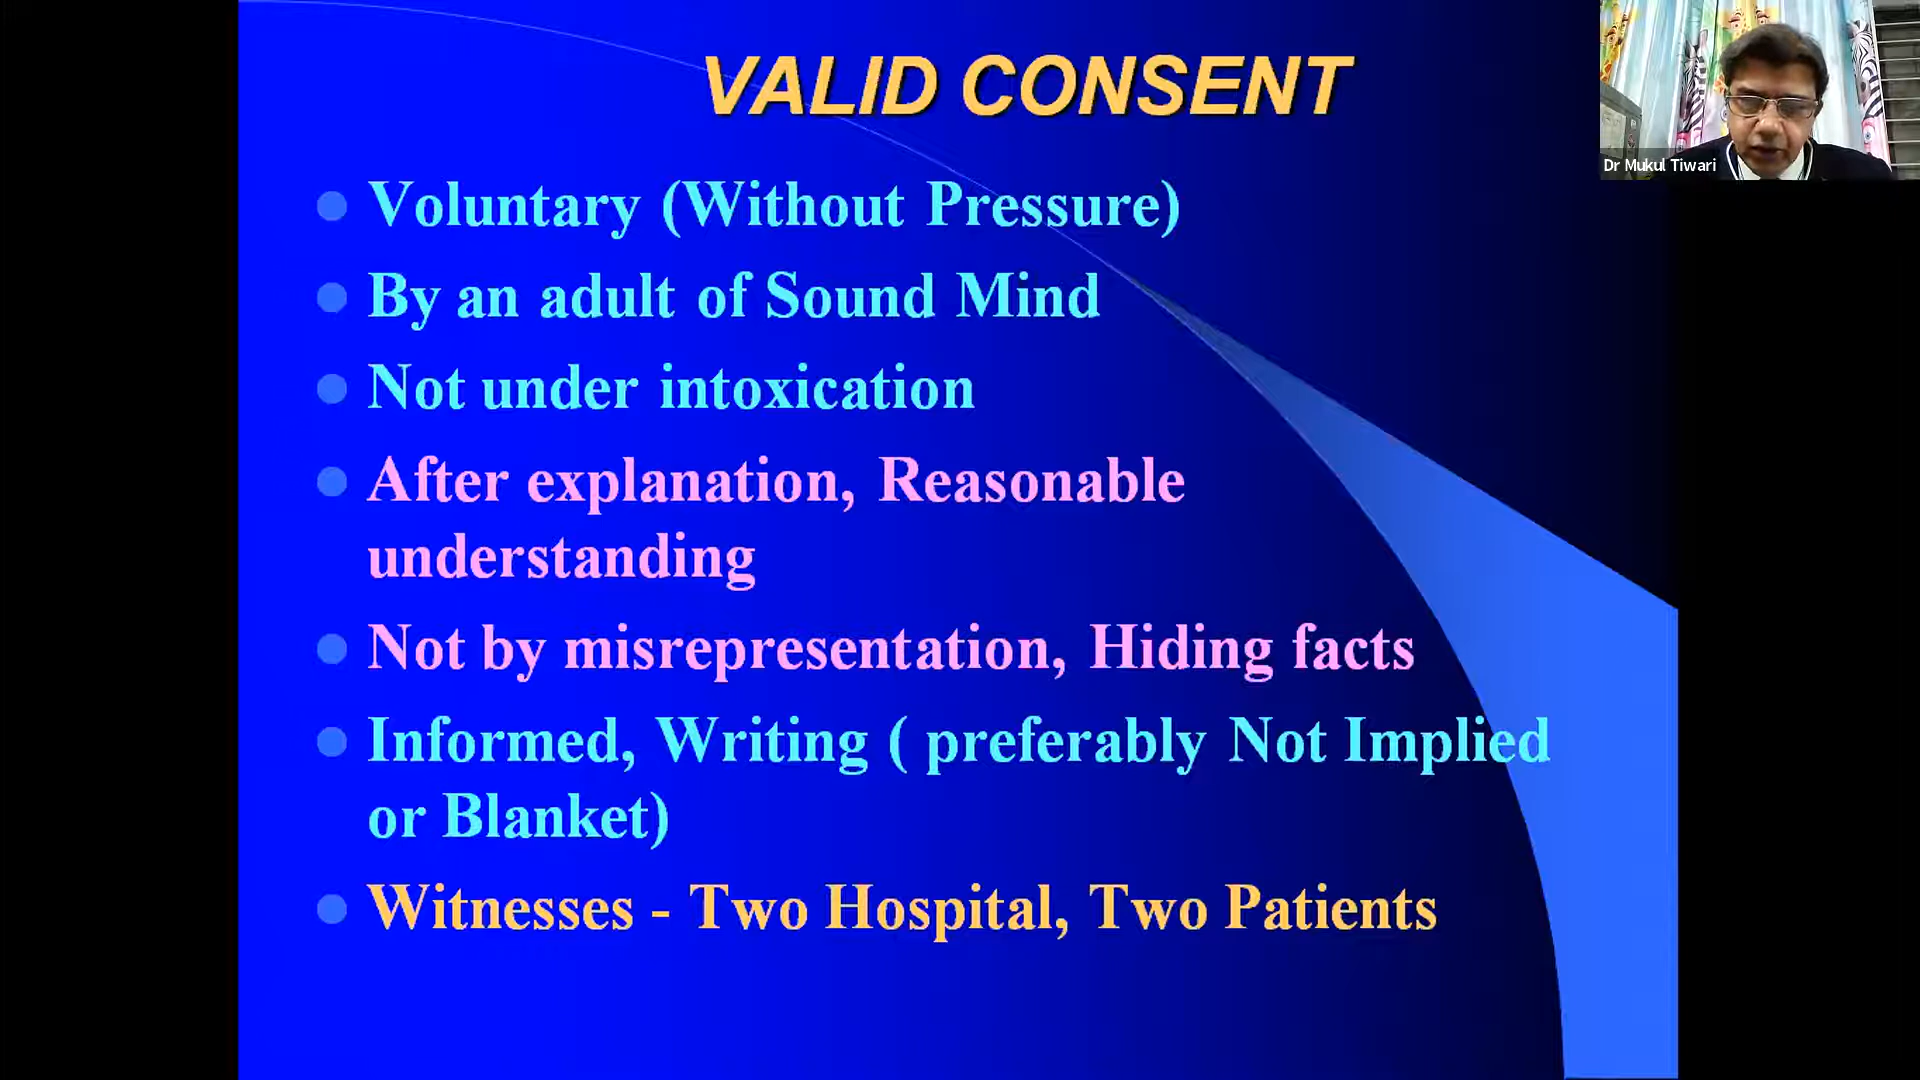 VALID CONSENT
Voluntary (Without Pressure)
By an adult of Sound Mind
Not under intoxication
After explanation, Reasonable
understanding
Not by misrepresentation, Hiding facts
Informed, Writing ( preferably Not Implied
or Blanket)
Witnesses - Two Hospital, Two Patients
Dr Mukul Tiwari